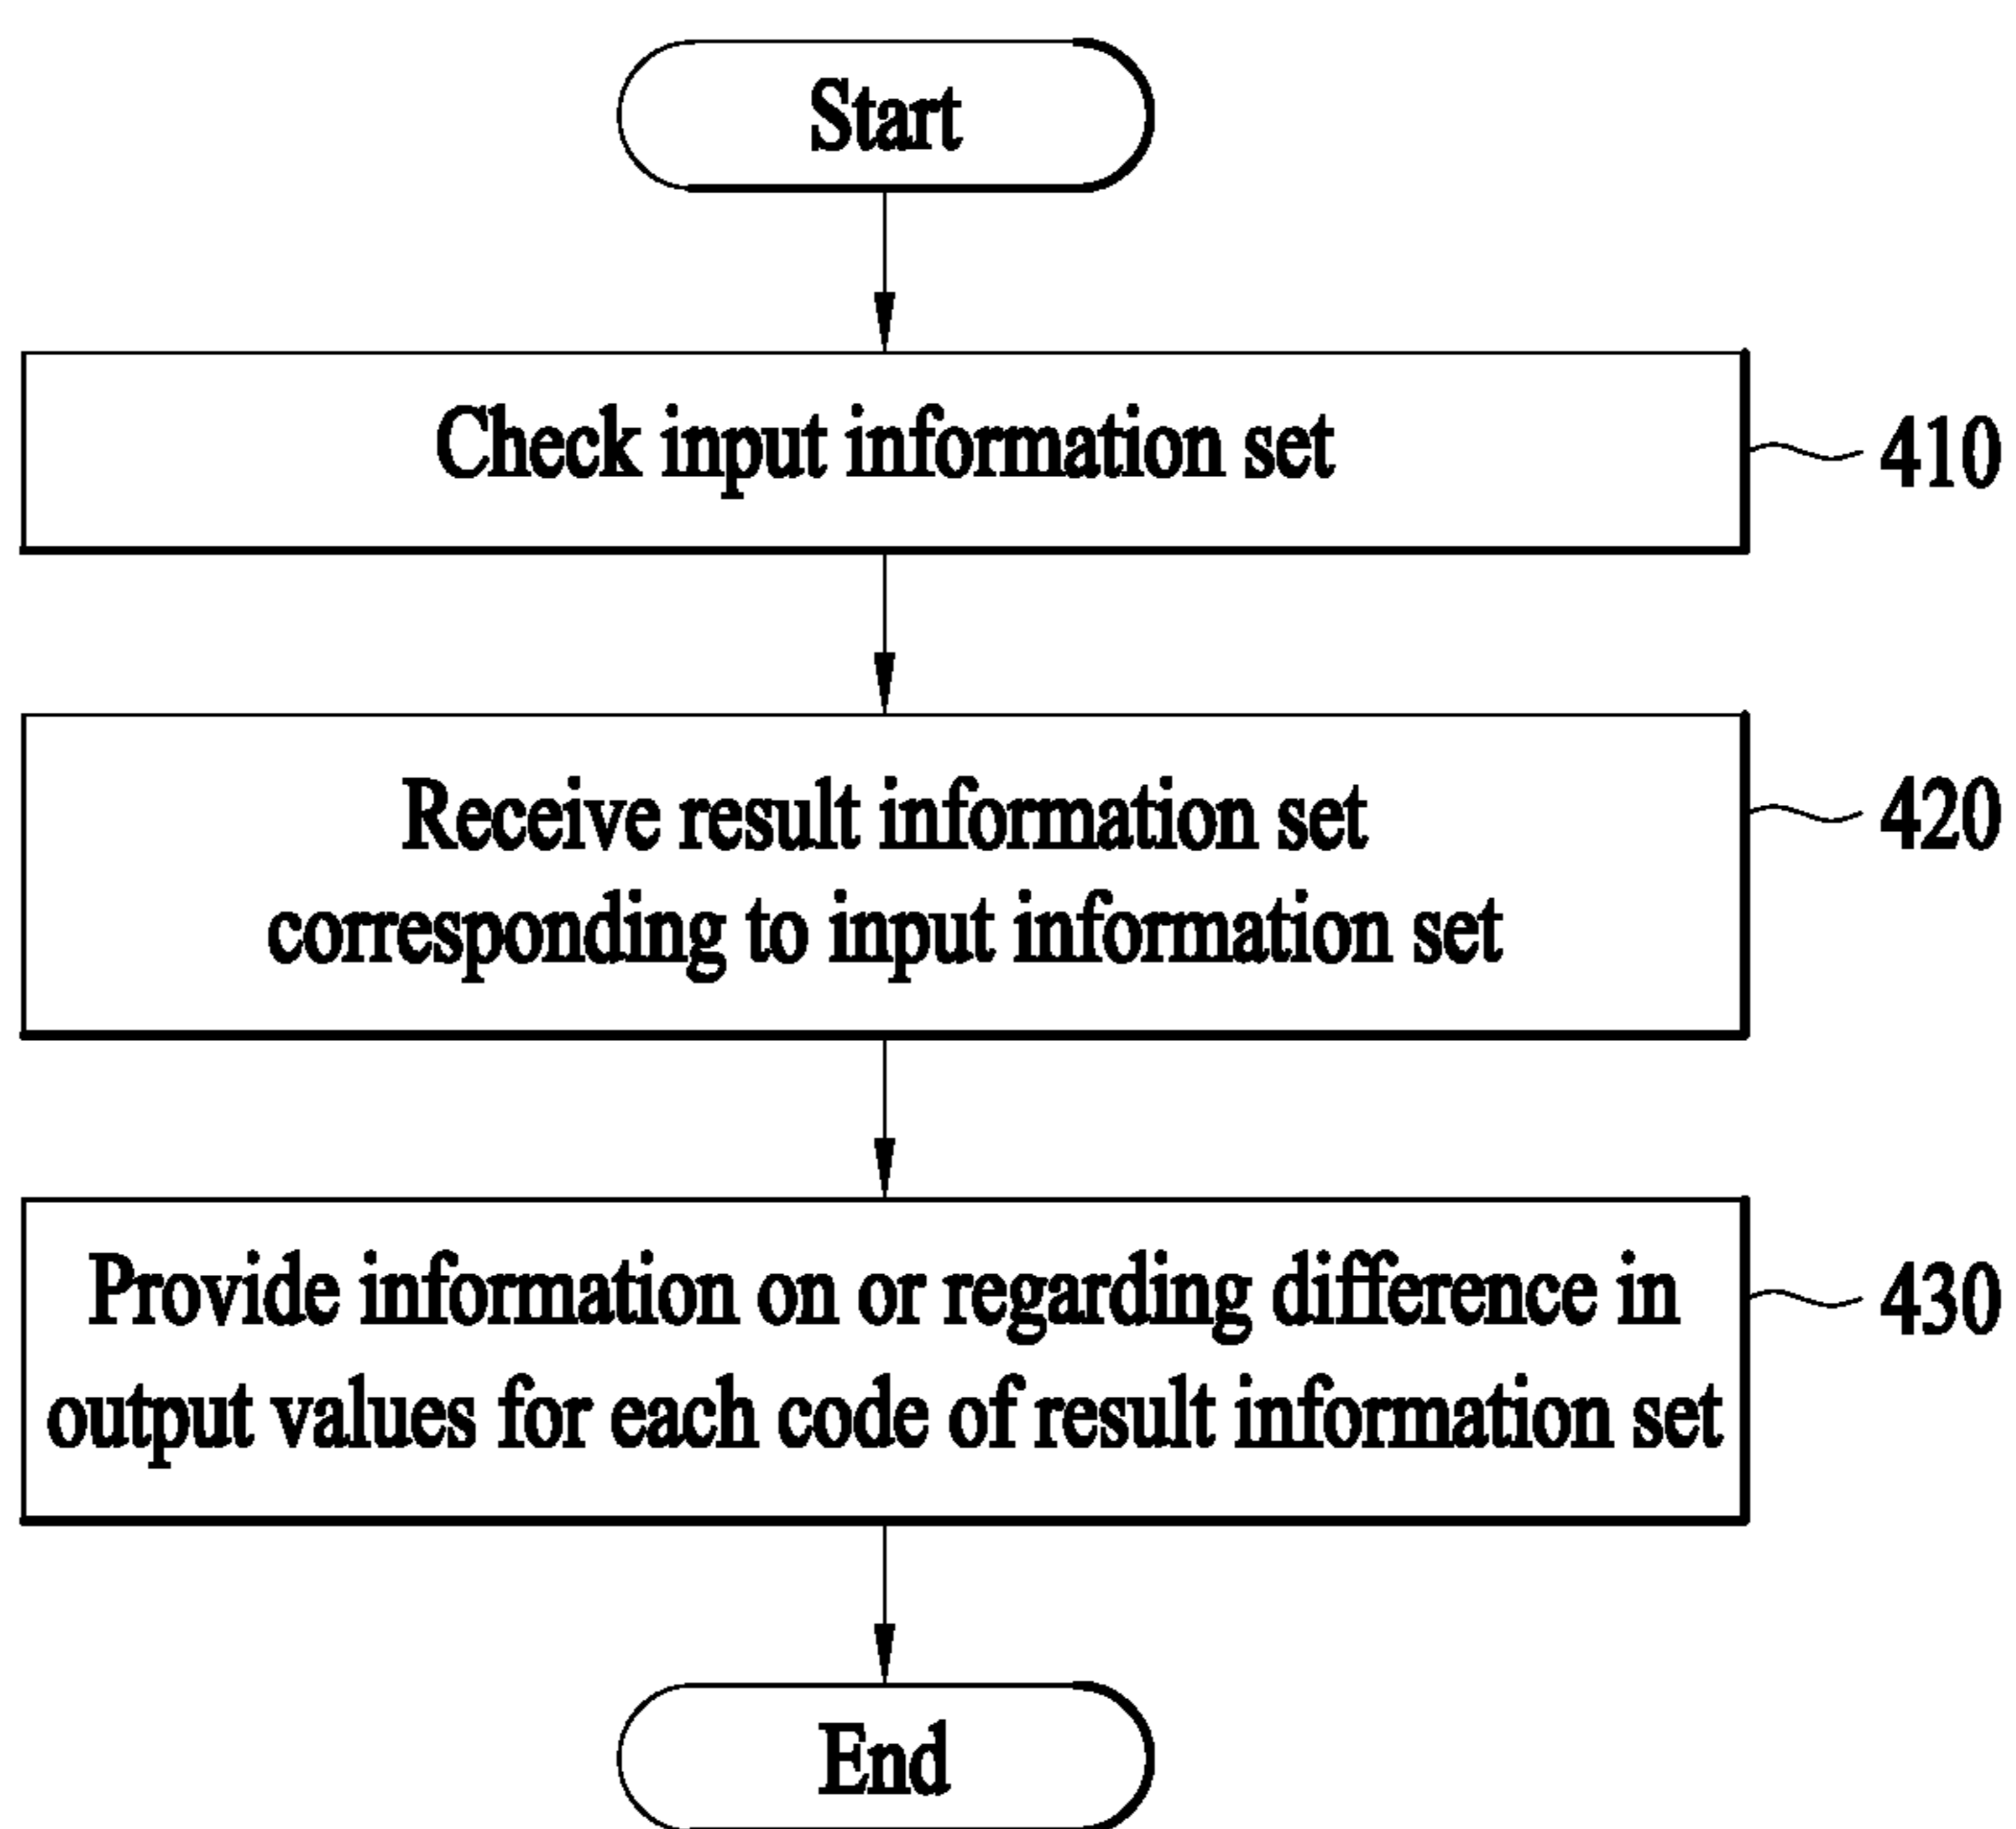 Start
Check input information set
410
Receive result information set
corresponding to input information set
420
Provide information on or regarding difference in
output values for each code of result information set
430
End